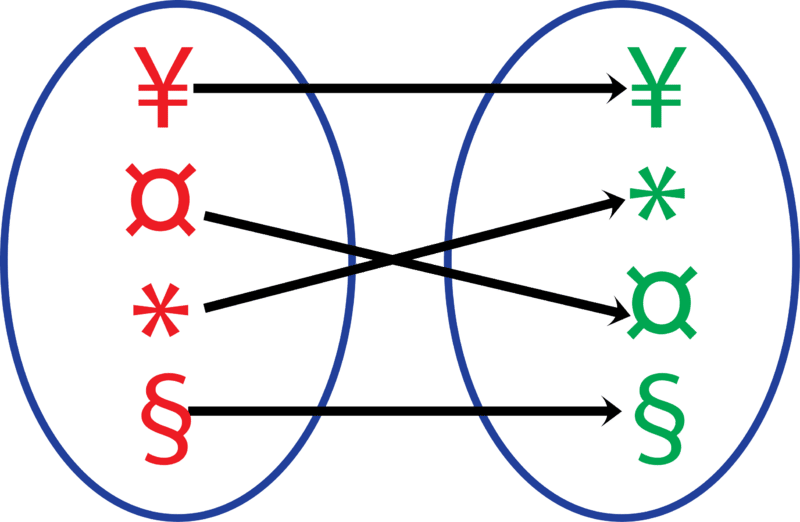 ¥ ¥
¤ *
* ¤
§ §